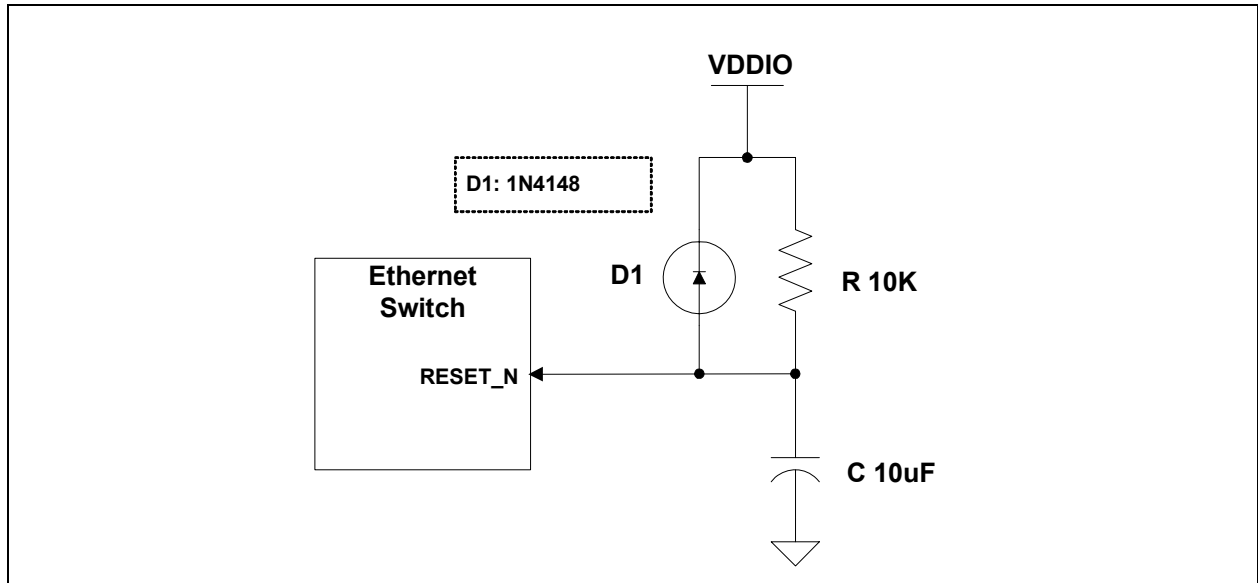 VDDIO
D1: 1N4148
Ethernet
Switch
D1
R 10K
RESET_N
C 10uF